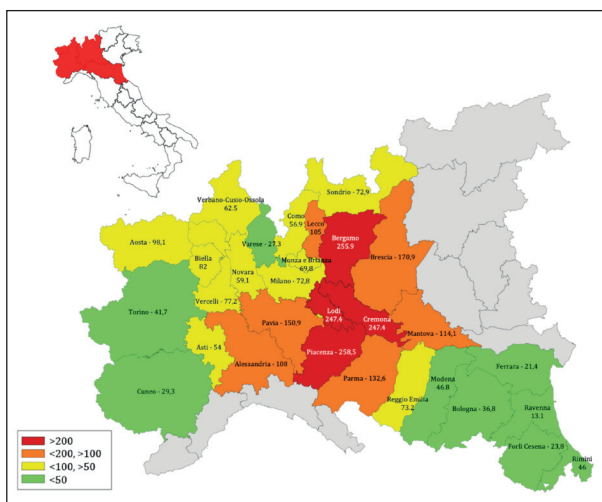 Verbano-Cusio-Ossola
62.5
Sondrio - 72,9
Como
56.9
Lecco
105
Aosta - 98,1
Varese - 27,3
Bergamo
255.9
Biella
82
Monza e Brianza
69,8
Brescia - 170,9
Novara
59,1
Milano - 72,8
Vercelli - 77,2
Lodi
247.4
Torino - 41,7
Pavia - 150,9
Cremona
247.4
Mantova - 114,1
Asti - 54
Piacenza - 258,5
Alessandria - 108
Parma - 132,6
Cuneo - 29,3
Reggio Emilia
73.2
Modena
46.8
Ferrara - 21,4
Bologna - 36,8
Ravenna
13.1
Forlì Cesena - 23,8
Rimini
46
>200
<200, >100
<100, >50
<50